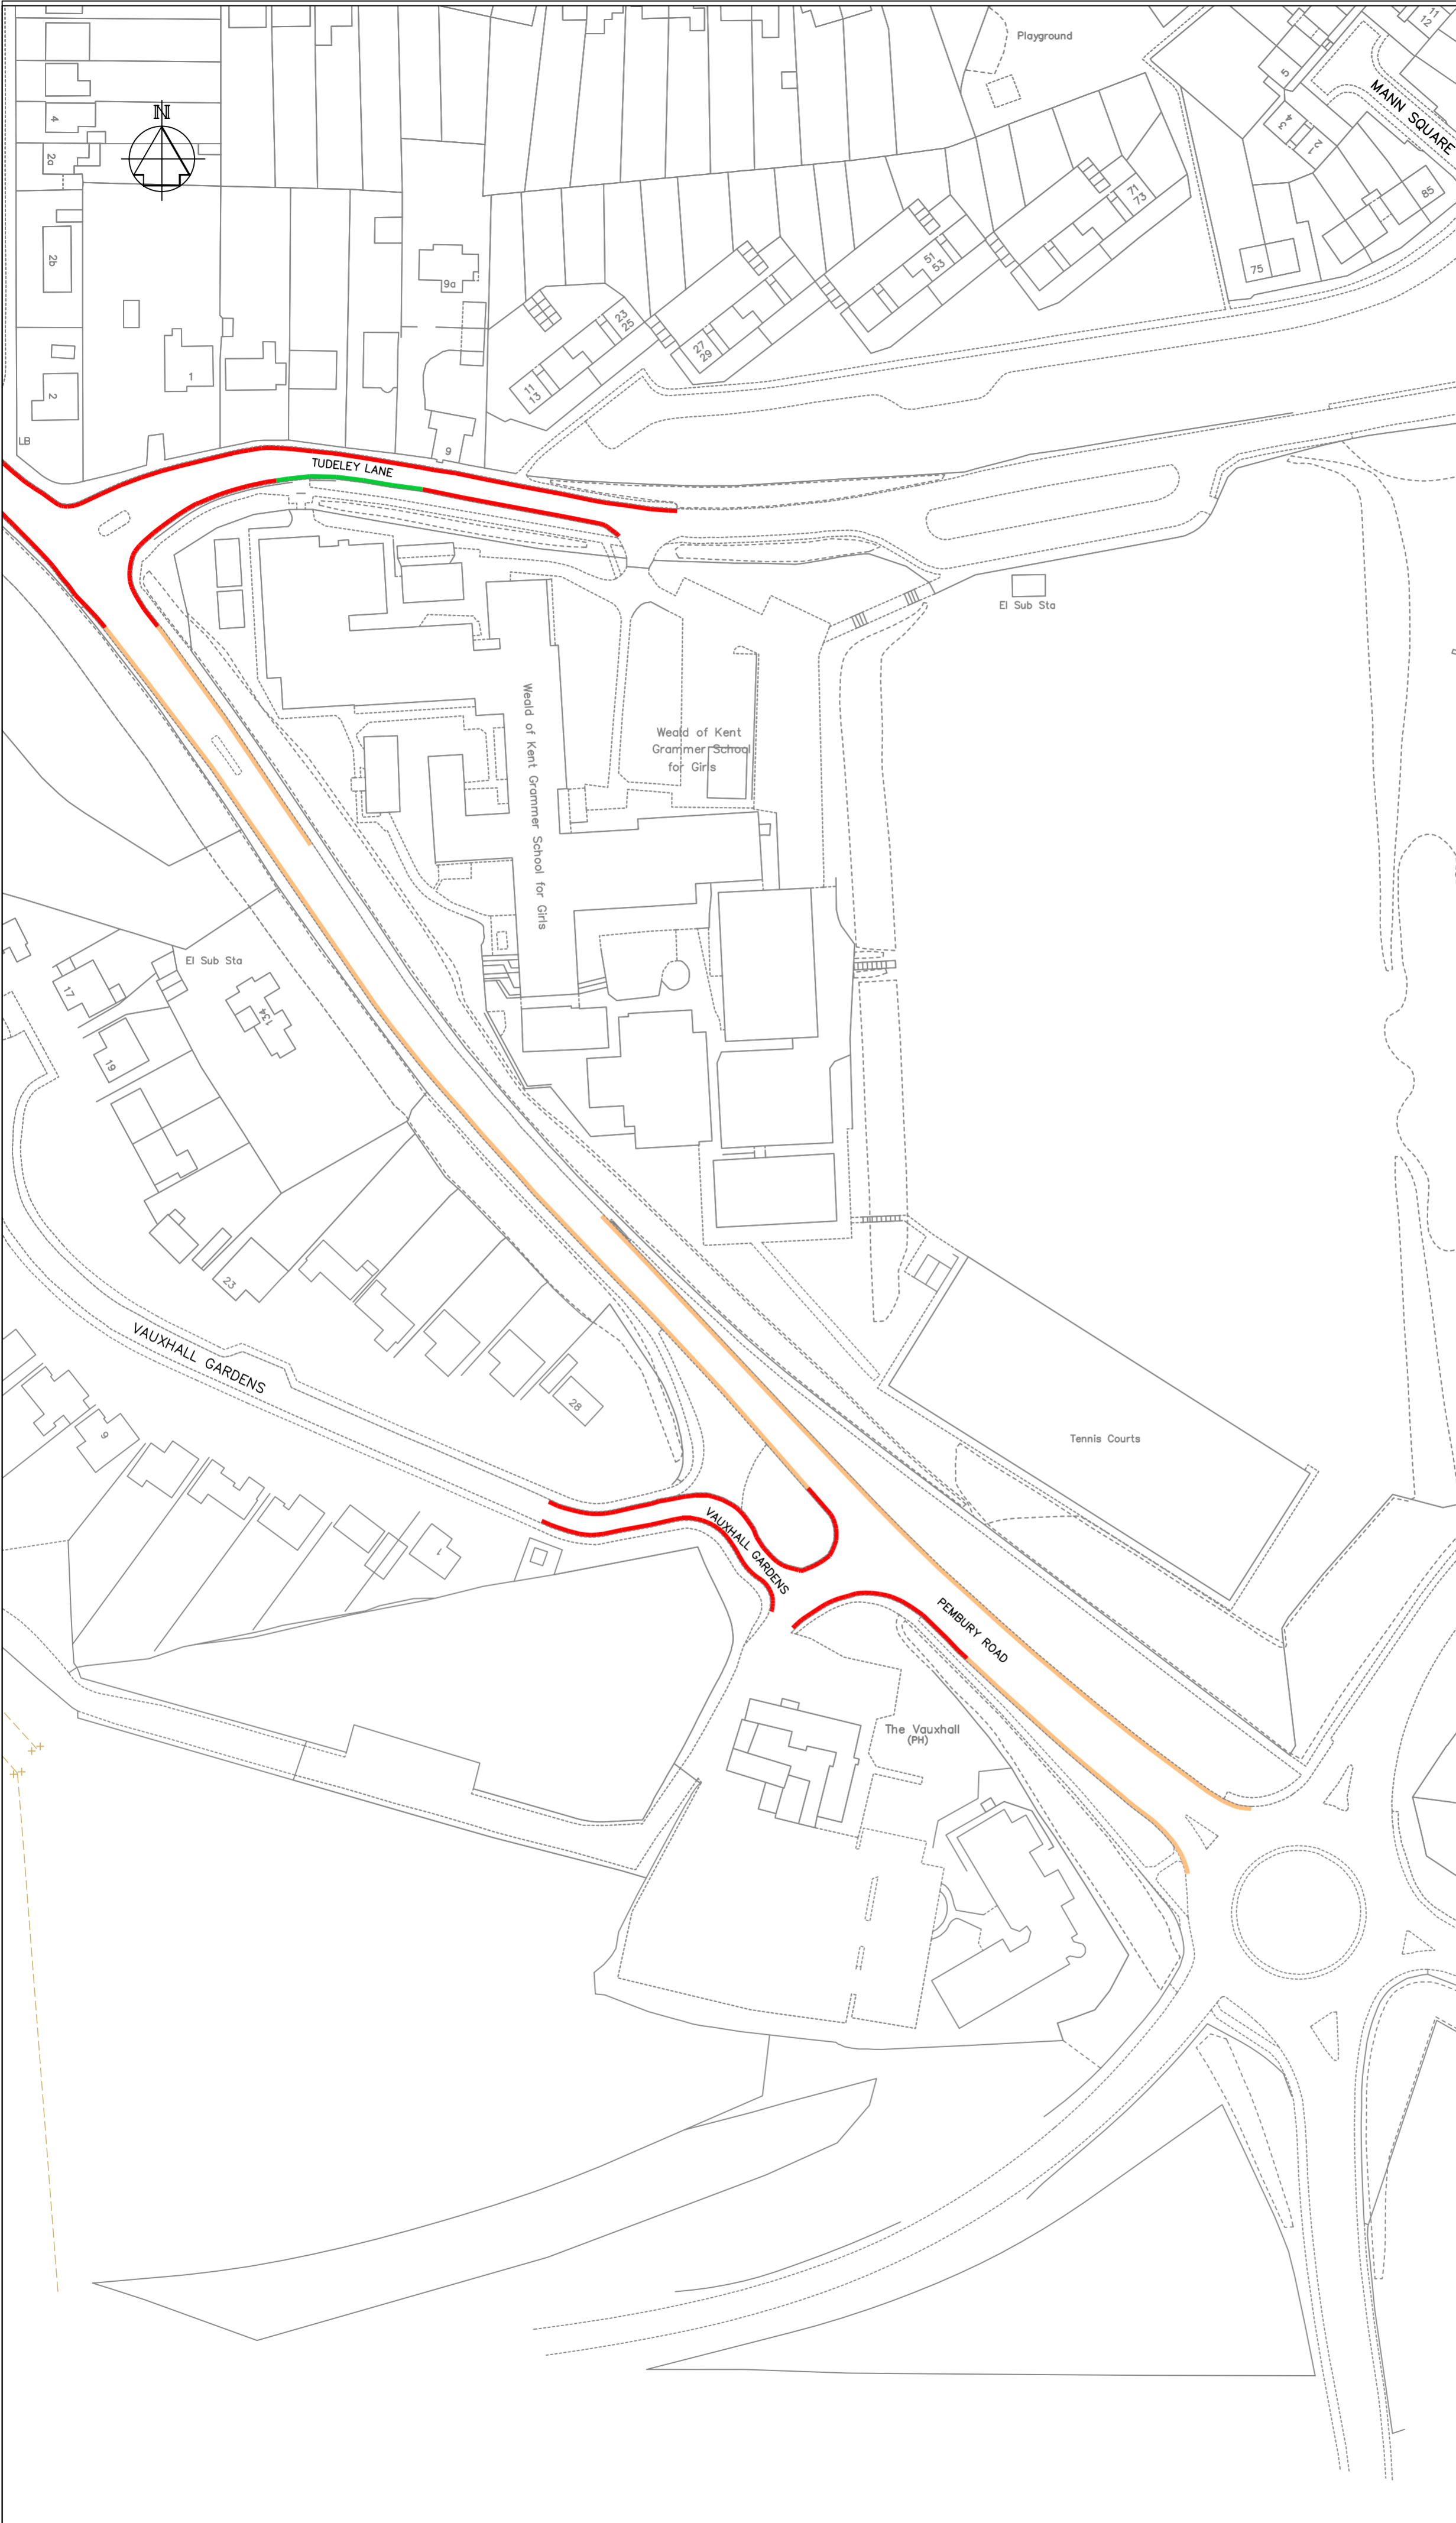 Playground
11
12
5
MANN SQUARE
4
N
4
3
2
1
2a
71
73
85
2b
51
53
75
9a
23
25
27
29
1
11
13
2
LB
9
TUDELEY LANE
El Sub Sta
Weald of Kent Grammer School for Girls
Weald of Kent
Grammer School
for Girls
El Sub Sta
17
134
19
23
VAUXHALL GARDENS
28
9
Tennis Courts
VAUXHALL GARDENS
1
PEMBURY ROAD
The Vauxhall
(PH)